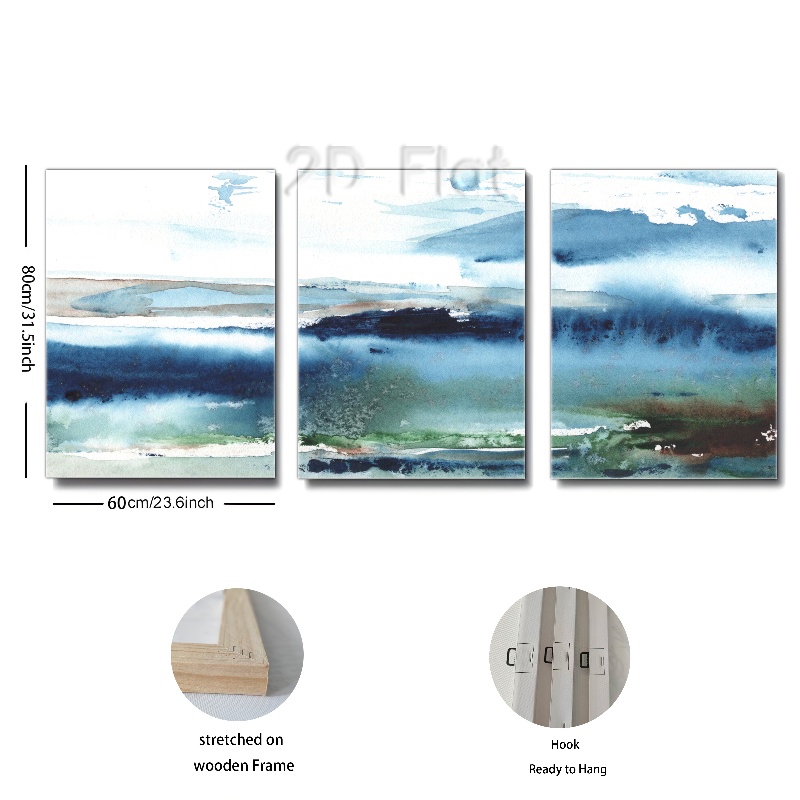 2D Flat
80cm/31.5inch
60cm/23.6inch
stretched on
wooden Frame
Hook
Ready to Hang